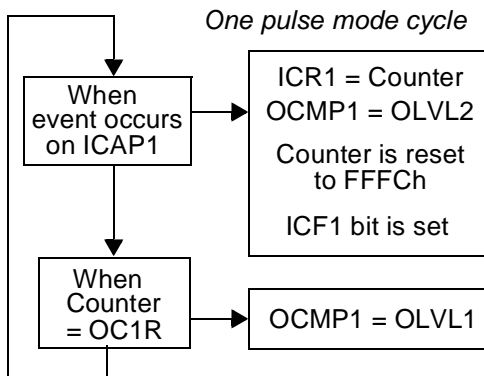 One pulse mode cycle
When
event occurs
on ICAP1
ICR1 = Counter
OCMP1 = OLVL2
Counter is reset
to FFFCh
ICF1 bit is set
When
Counter
= OC1R
OCMP1 = OLVL1